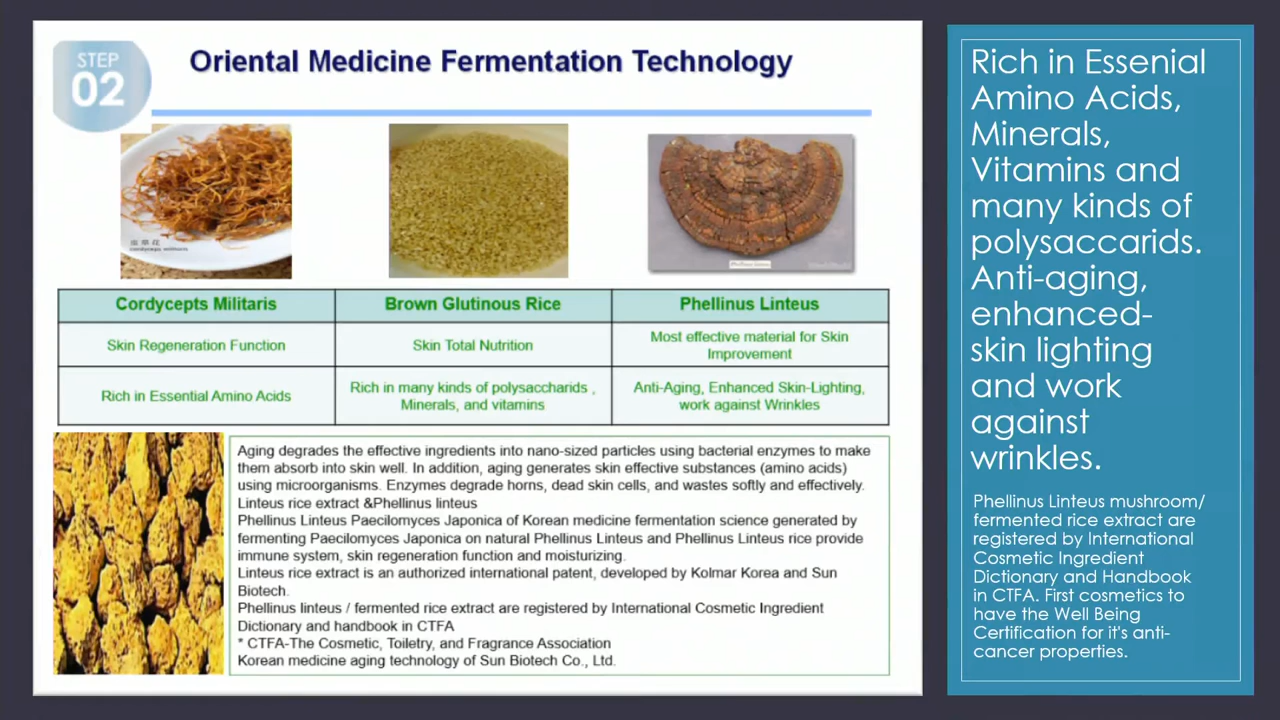 STEP
02
Oriental Medicine Fermentation Technology
cordyceps militaris
Cordycepts Militaris
Brown Glutinous Rice
Phellinus Linteus
Skin Regeneration Function
Skin Total Nutrition
Most effective material for Skin
Improvement
Rich in Essential Amino Acids
Rich in many kinds of polysaccharids ,
Minerals, and vitamins
Anti-Aging, Enhanced Skin-Lighting,
work against Wrinkles
Aging degrades the effective ingredients into nano-sized particles using bacterial enzymes to make
them absorb into skin well. In addition, aging generates skin effective substances (amino acids)
using microorganisms. Enzymes degrade horns, dead skin cells, and wastes softly and effectively.
Linteus rice extract &Phellinus linteus
Phellinus Linteus Paecilomyces Japonica of Korean medicine fermentation science generated by
fermenting Paecilomyces Japonica on natural Phellinus Linteus and Phellinus Linteus rice provide
immune system, skin regeneration function and moisturizing.
Linteus rice extract is an authorized international patent, developed by Kolmar Korea and Sun
Biotech.
Phellinus linteus / fermented rice extract are registered by International Cosmetic Ingredient
Dictionary and handbook in CTFA
* CTFA-The Cosmetic, Toiletry, and Fragrance Association
Korean medicine aging technology of Sun Biotech Co., Ltd.
Rich in Essenial
Amino Acids,
Minerals,
Vitamins and
many kinds of
polysaccarids.
Anti-aging,
enhanced-
skin lighting
and work
against
wrinkles.
Phellinus Linteus mushroom/
fermented rice extract are
registered by International
Cosmetic Ingredient
Dictionary and Handbook
in CTFA. First cosmetics to
have the Well Being
Certification for it's anti-
cancer properties.